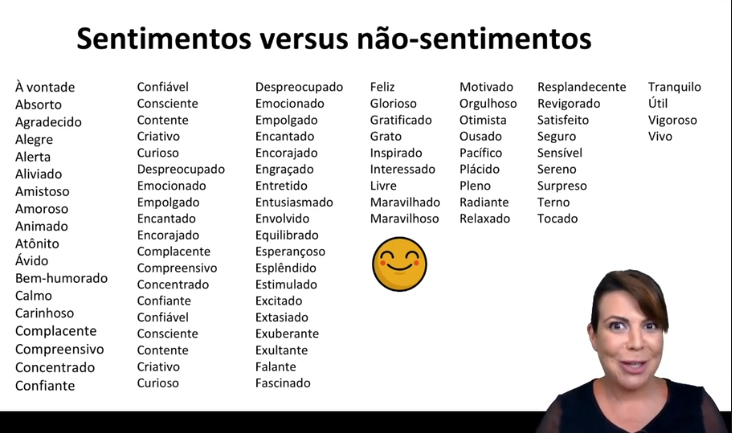 Sentimentos versus não-sentimentos
À vontade
Absorto
Agradecido
Alegre
Alerta
Aliviado
Amistoso
Amoroso
Animado
Atônito
Ávido
Bem-humorado
Calmo
Carinhoso
Complacente
Compreensivo
Concentrado
Confiante
Confiável
Consciente
Contente
Criativo
Curioso
Despreocupado
Emocionado
Empolgado
Encantado
Encorajado
Complacente
Compreensivo
Concentrado
Confiante
Confiável
Consciente
Contente
Criativo
Curioso
Despreocupado
Emocionado
Empolgado
Encantado
Encorajado
Engraçado
Entretido
Entusiasmado
Envolvido
Equilibrado
Esperançoso
Esplêndido
Estimulado
Excitado
Extasiado
Exuberante
Exultante
Falante
Fascinado
Feliz
Glorioso
Gratificado
Grato
Inspirado
Interessado
Livre
Maravilhado
Maravilhoso
Motivado
Orgulhoso
Otimista
Ousado
Pacífico
Plácido
Pleno
Radiante
Relaxado
Resplandecente
Revigorado
Satisfeito
Seguro
Sensível
Sereno
Surpreso
Terno
Tocado
Tranquilo
Útil
Vigoroso
Vivo